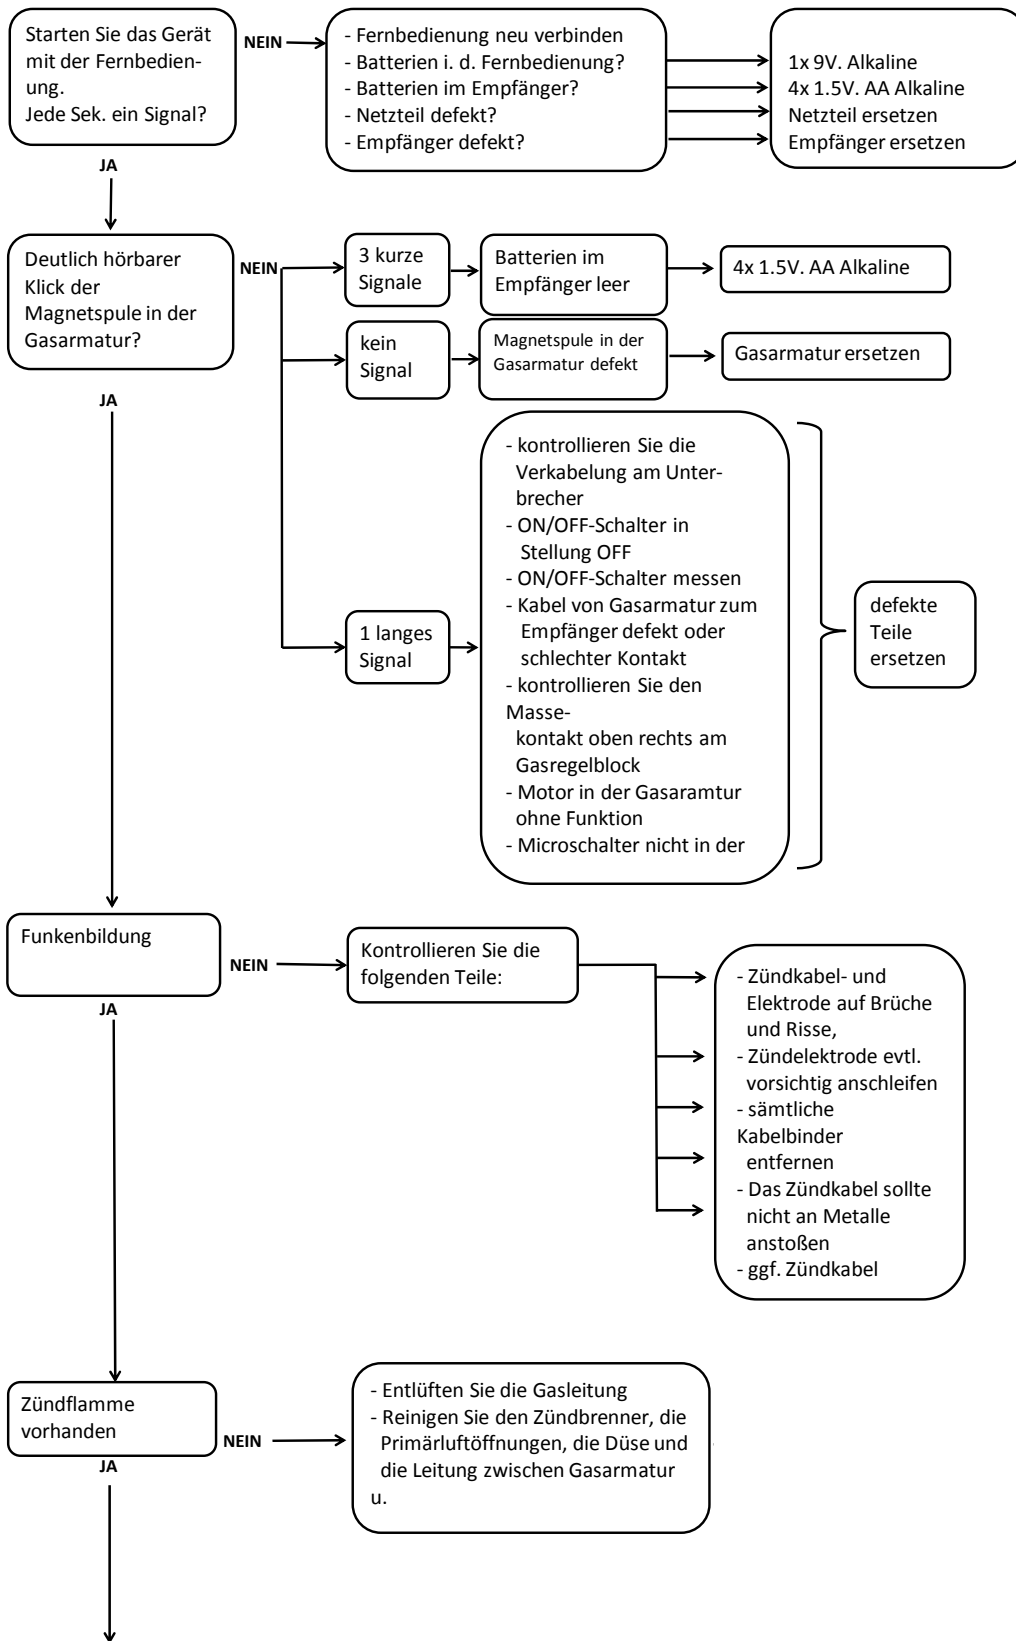 Starten Sie das Gerät
mit der Fernbedien-
ung.
Jede Sek. ein Signal?
NEIN
- Fernbedienung neu verbinden
- Batterien i. d. Fernbedienung?
- Batterien im Empfänger?
- Netzteil defekt?
- Empfänger defekt?
1x 9V. Alkaline
4x 1.5V. AA Alkaline
Netzteil ersetzen
Empfänger ersetzen
JA
Deutlich hörbarer
Klick der
Magnetspule in der
Gasarmatur?
NEIN
3 kurze
Signale
Batterien im
Empfänger leer
4x 1.5V. AA Alkaline
kein
Signal
Magnetspule in der
Gasarmatur defekt
Gasarmatur ersetzen
JA
1 langes
Signal
- kontrollieren Sie die
Verkabelung am Unter-
brecher
- ON/OFF-Schalter in
Stellung OFF
- ON/OFF-Schalter messen
- Kabel von Gasarmatur zum
Empfänger defekt oder
schlechter Kontakt
- kontrollieren Sie den
Masse-
kontakt oben rechts am
Gasregelblock
- Motor in der Gasaramtur
ohne Funktion
- Microschalter nicht in der
defekte
Teile
ersetzen
Funkenbildung
NEIN
Kontrollieren Sie die
folgenden Teile:
- Zündkabel- und
Elektrode auf Brüche
und Risse,
- Zündelektrode evtl.
vorsichtig anschleifen
- sämtliche
Kabelbinder
entfernen
- Das Zündkabel sollte
nicht an Metalle
anstoßen
- ggf. Zündkabel
JA
Zündflamme
vorhanden
NEIN
- Entlüften Sie die Gasleitung
- Reinigen Sie den Zündbrenner, die
Primärluftöffnungen, die Düse und
die Leitung zwischen Gasarmatur
u.
JA